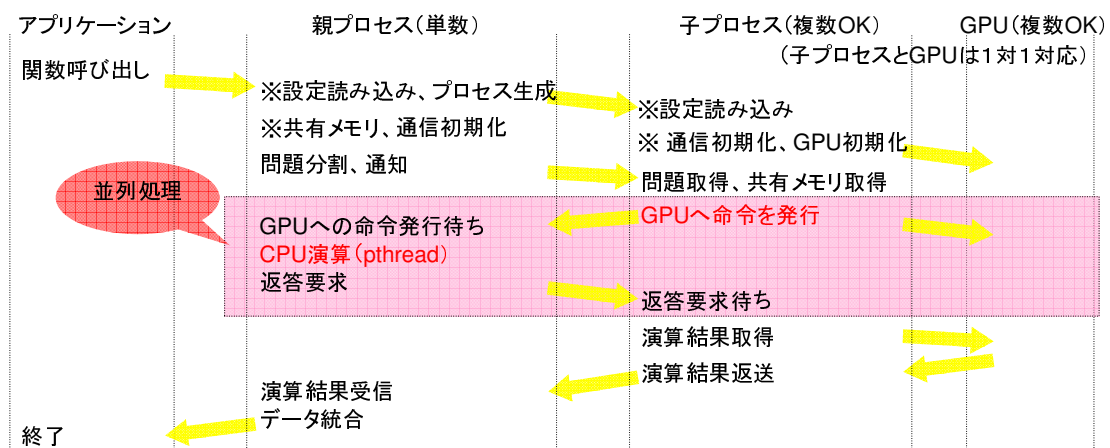 アプリケーション
親プロセス(単数)
子プロセス(複数OK)
GPU(複数OK)
(子プロセスとGPUは1対1対応)
関数呼び出し
※設定読み込み、プロセス生成
※設定読み込み
※共有メモリ、通信初期化
※ 通信初期化、GPU初期化
問題分割、通知
問題取得、共有メモリ取得
並列処理
GPUへ命令を発行
GPUへの命令発行待ち
CPU演算(pthread)
返答要求
返答要求待ち
演算結果取得
演算結果返送
演算結果受信
データ統合
終了